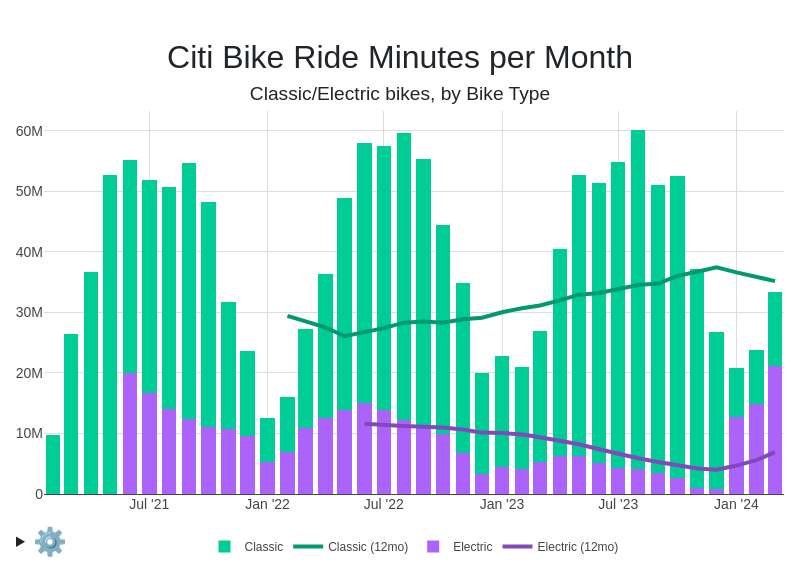 Citi Bike Ride Minutes per Month
Classic/Electric bikes, by Bike Type
60M
50M
40M
30M
20M
10M
0
Jul '21 Jan '22 Jul '22 Jan '23 Jul '23 Jan '24
Classic Classic (12mo) Electric Electric (12mo)